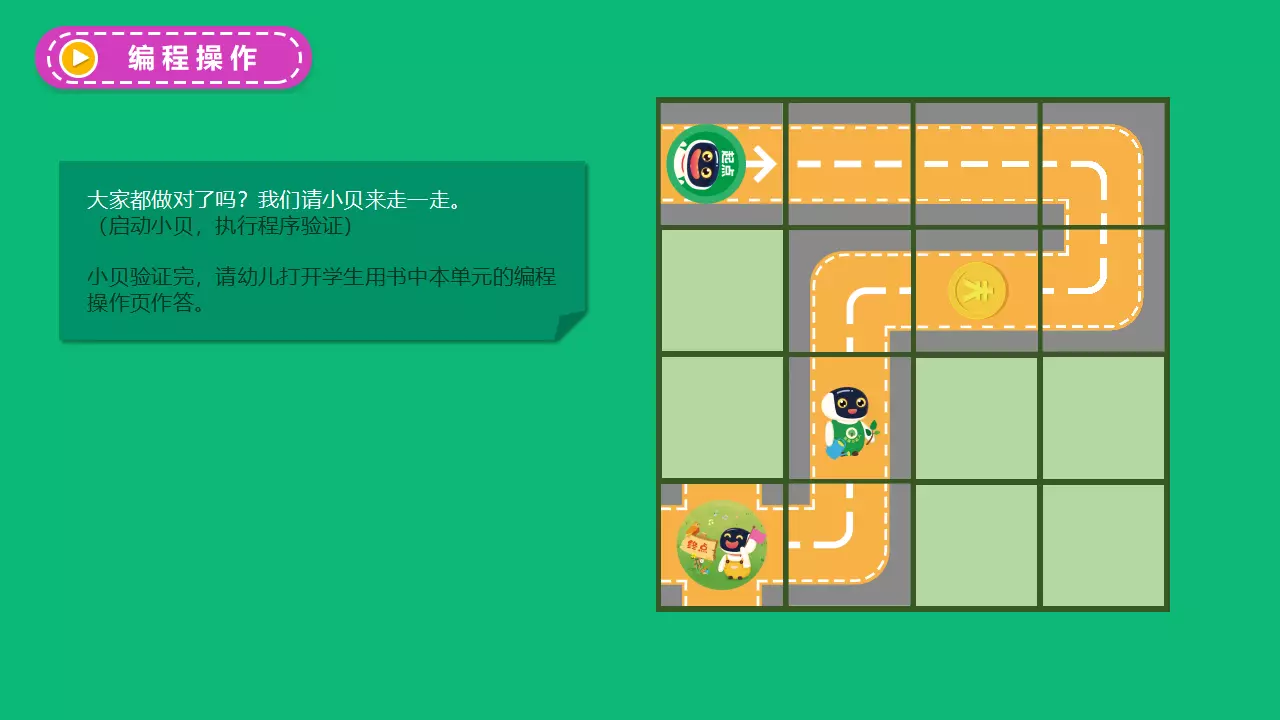 编程操作
大家都做对了吗？我们请小贝来走一走。
（启动小贝，执行程序验证）
小贝验证完，请幼儿打开学生用书中本单元的编程
操作页作答。
起点
终点